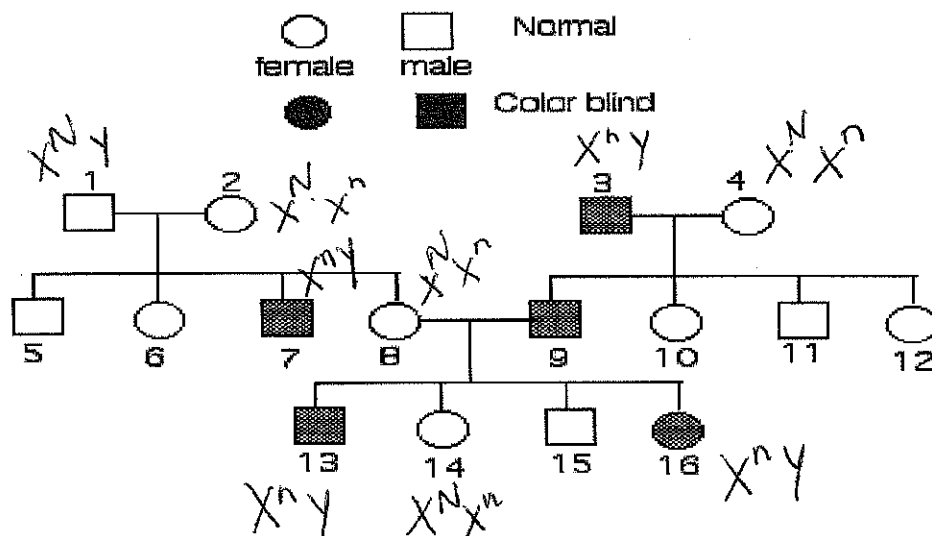 Normal
female male
Color blind
X^N Y
1
2
X^N X^n
X^n Y
3
4
X^N X^n
X^n Y
X^N X^n
5 6 7 8 9 10 11 12
13 14 15 16
X^n Y
X^N X^n
X^n Y